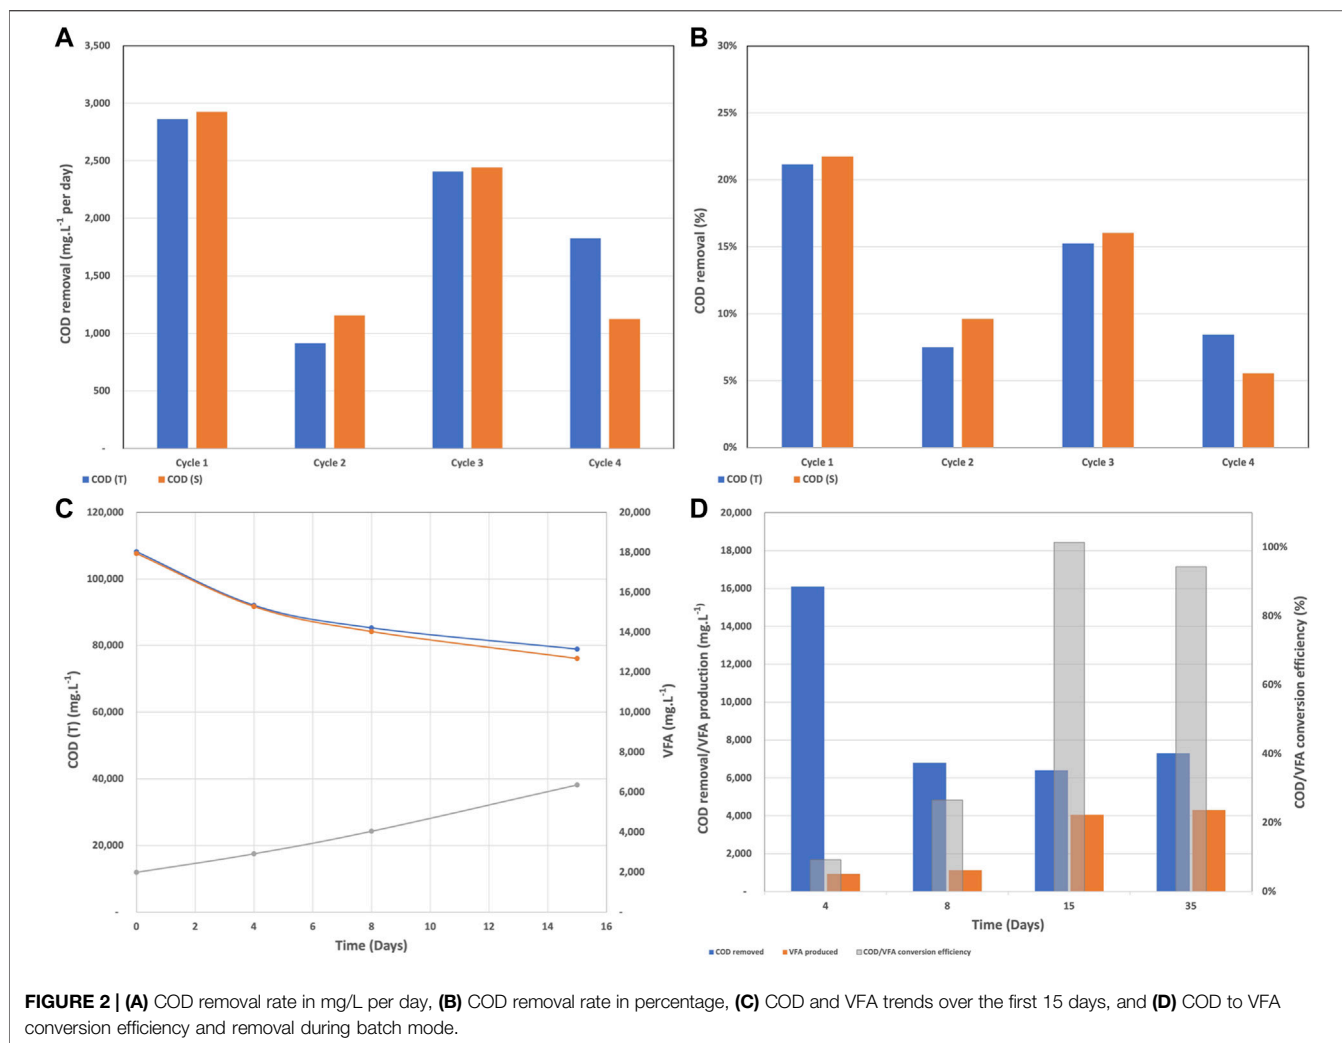 A
3,500
3,000
2,500
2,000
1,500
1,000
500
-
COD removal (mg.L-1 per day)
Cycle 1 Cycle 2 Cycle 3 Cycle 4
COD (T) COD (S)
B
30%
25%
20%
15%
10%
5%
0%
COD removal (%)
Cycle 1 Cycle 2 Cycle 3 Cycle 4
COD (T) COD (S)
C
120,000
100,000
80,000
60,000
40,000
20,000
-
COD (T) (mg.L-1)
20,000
18,000
16,000
14,000
12,000
10,000
8,000
6,000
4,000
2,000
-
VFA (mg.L-1)
0 2 4 6 8 10 12 14 16
Time (Days)
D
20,000
18,000
16,000
14,000
12,000
10,000
8,000
6,000
4,000
2,000
-
COD removal/VFA production (mg.L-1)
100%
80%
60%
40%
20%
0%
COD/VFA conversion efficiency (%)
4 8 15 35
Time (Days)
COD removed VFA produced COD/VFA conversion efficiency
FIGURE 2 | (A) COD removal rate in mg/L per day, (B) COD removal rate in percentage, (C) COD and VFA trends over the first 15 days, and (D) COD to VFA
conversion efficiency and removal during batch mode.